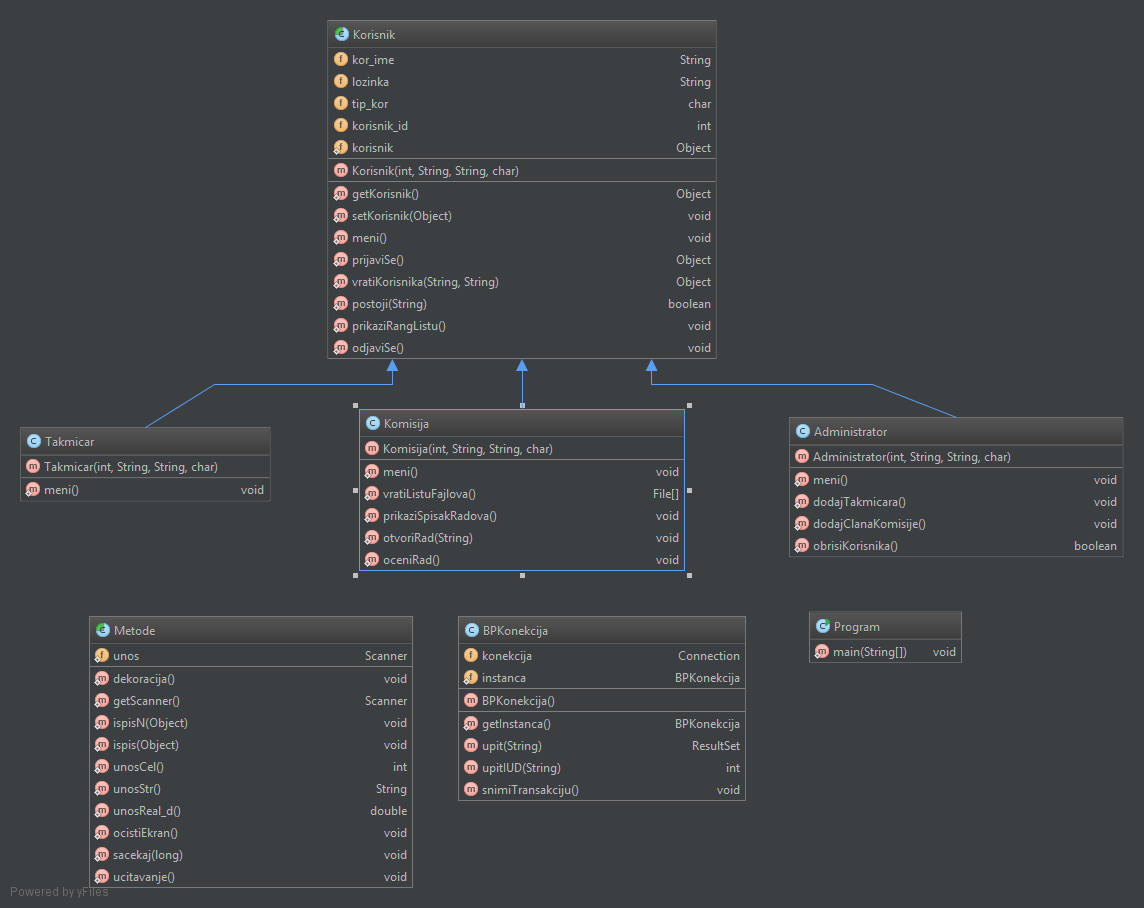 Korisnik
kor_ime String
lozinka String
tip_kor char
korisnik_id int
korisnik Object
Korisnik(int, String, String, char)
getKorisnik() Object
setKorisnik(Object) void
meni() void
prijaviSe() Object
vratiKorisnika(String, String) Object
postoji(String) boolean
prikaziRangListu() void
odjaviSe() void
Takmicar
Takmicar(int, String, String, char)
meni() void
Komisija
Komisija(int, String, String, char)
meni() void
vratiListuFajlova() File[]
prikaziSpisakRadova() void
otvoriRad(String) void
oceniRad() void
Administrator
Administrator(int, String, String, char)
meni() void
dodajTakmicara() void
dodajClanaKomisije() void
obrisiKorisnika() boolean
Metode
unos Scanner
dekoracija() void
getScanner() Scanner
ispisN(Object) void
ispis(Object) void
unosCel() int
unosStr() String
unosReal_d() double
ocistiEkran() void
sacekaj(long) void
ucitavanje() void
BPKonekcija
konekcija Connection
instanca BPKonekcija
BPKonekcija()
getInstanca() BPKonekcija
upit(String) ResultSet
upitIUD(String) int
snimiTransakciju() void
Program
main(String[]) void
Powered by yFiles